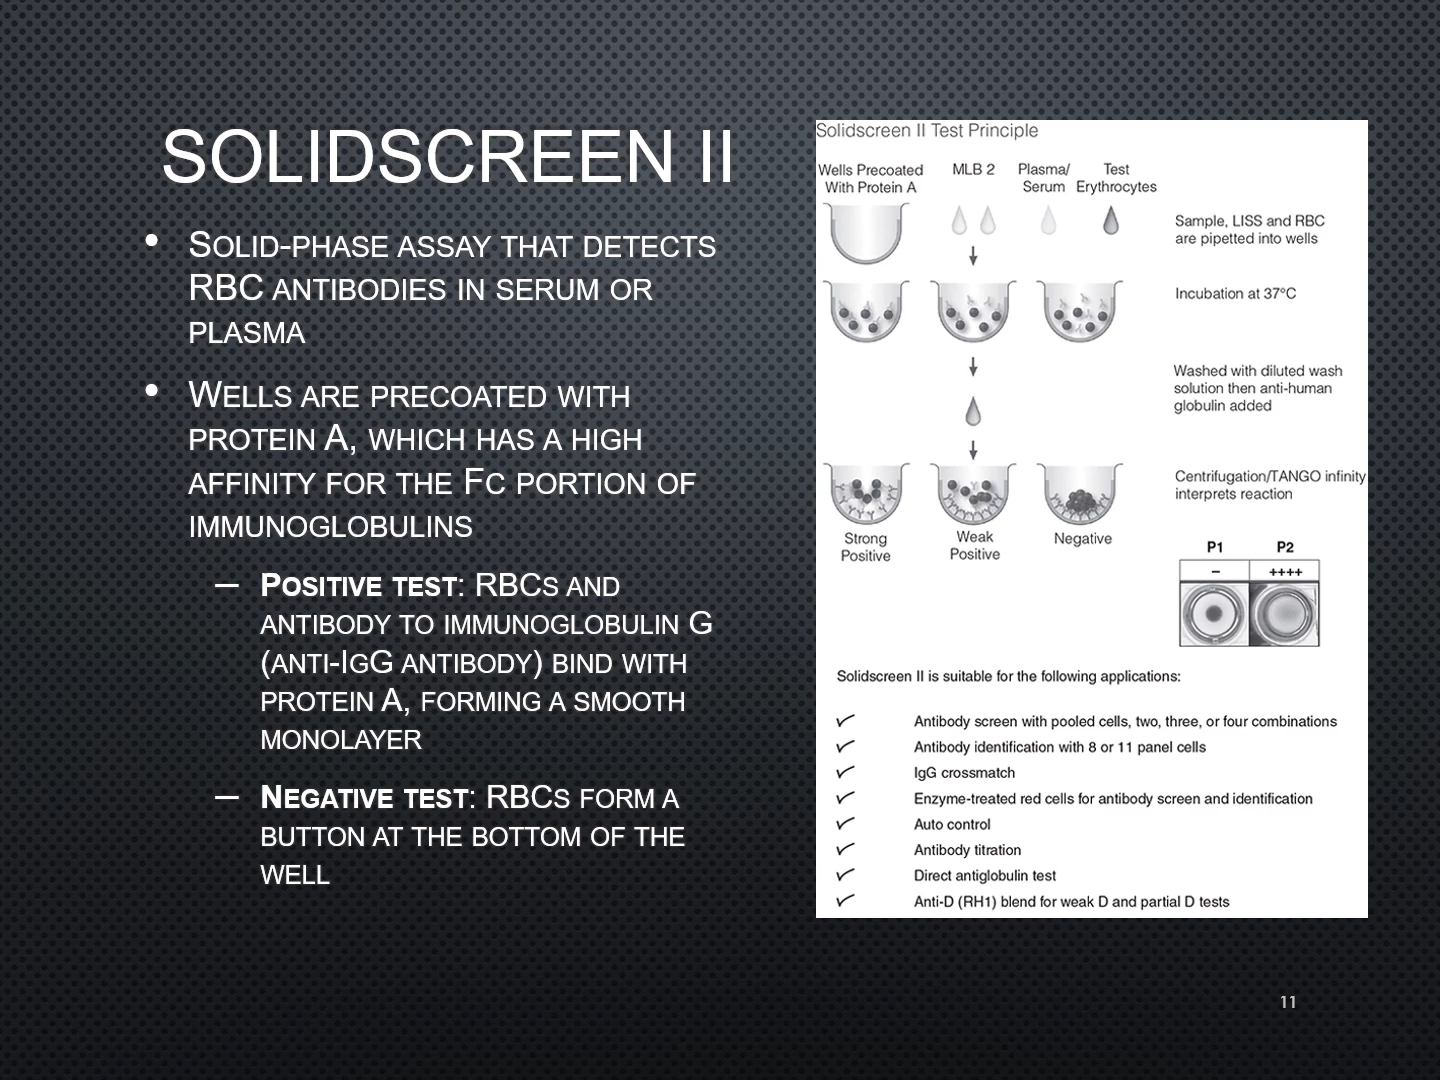 SOLIDSCREEN II
• SOLID-PHASE ASSAY THAT DETECTS
RBC ANTIBODIES IN SERUM OR
PLASMA
• WELLS ARE PRECOATED WITH
PROTEIN A, WHICH HAS A HIGH
AFFINITY FOR THE FC PORTION OF
IMMUNOGLOBULINS
– POSITIVE TEST: RBCS AND
ANTIBODY TO IMMUNOGLOBULIN G
(ANTI-IGG ANTIBODY) BIND WITH
PROTEIN A, FORMING A SMOOTH
MONOLAYER
– NEGATIVE TEST: RBCS FORM A
BUTTON AT THE BOTTOM OF THE
WELL
Solidscreen II Test Principle
Wells Precoated
With Protein A
MLB 2
Plasma/
Serum
Test
Erythrocytes
Sample, LISS and RBC
are pipetted into wells
Incubation at 37°C
Washed with diluted wash
solution then anti-human
globulin added
Centrifugation/TANGO infinity
interprets reaction
Strong
Positive
Weak
Positive
Negative
P1 P2
– ++++
Solidscreen II is suitable for the following applications:
✓ Antibody screen with pooled cells, two, three, or four combinations
✓ Antibody identification with 8 or 11 panel cells
✓ IgG crossmatch
✓ Enzyme-treated red cells for antibody screen and identification
✓ Auto control
✓ Antibody titration
✓ Direct antiglobulin test
✓ Anti-D (RH1) blend for weak D and partial D tests
11